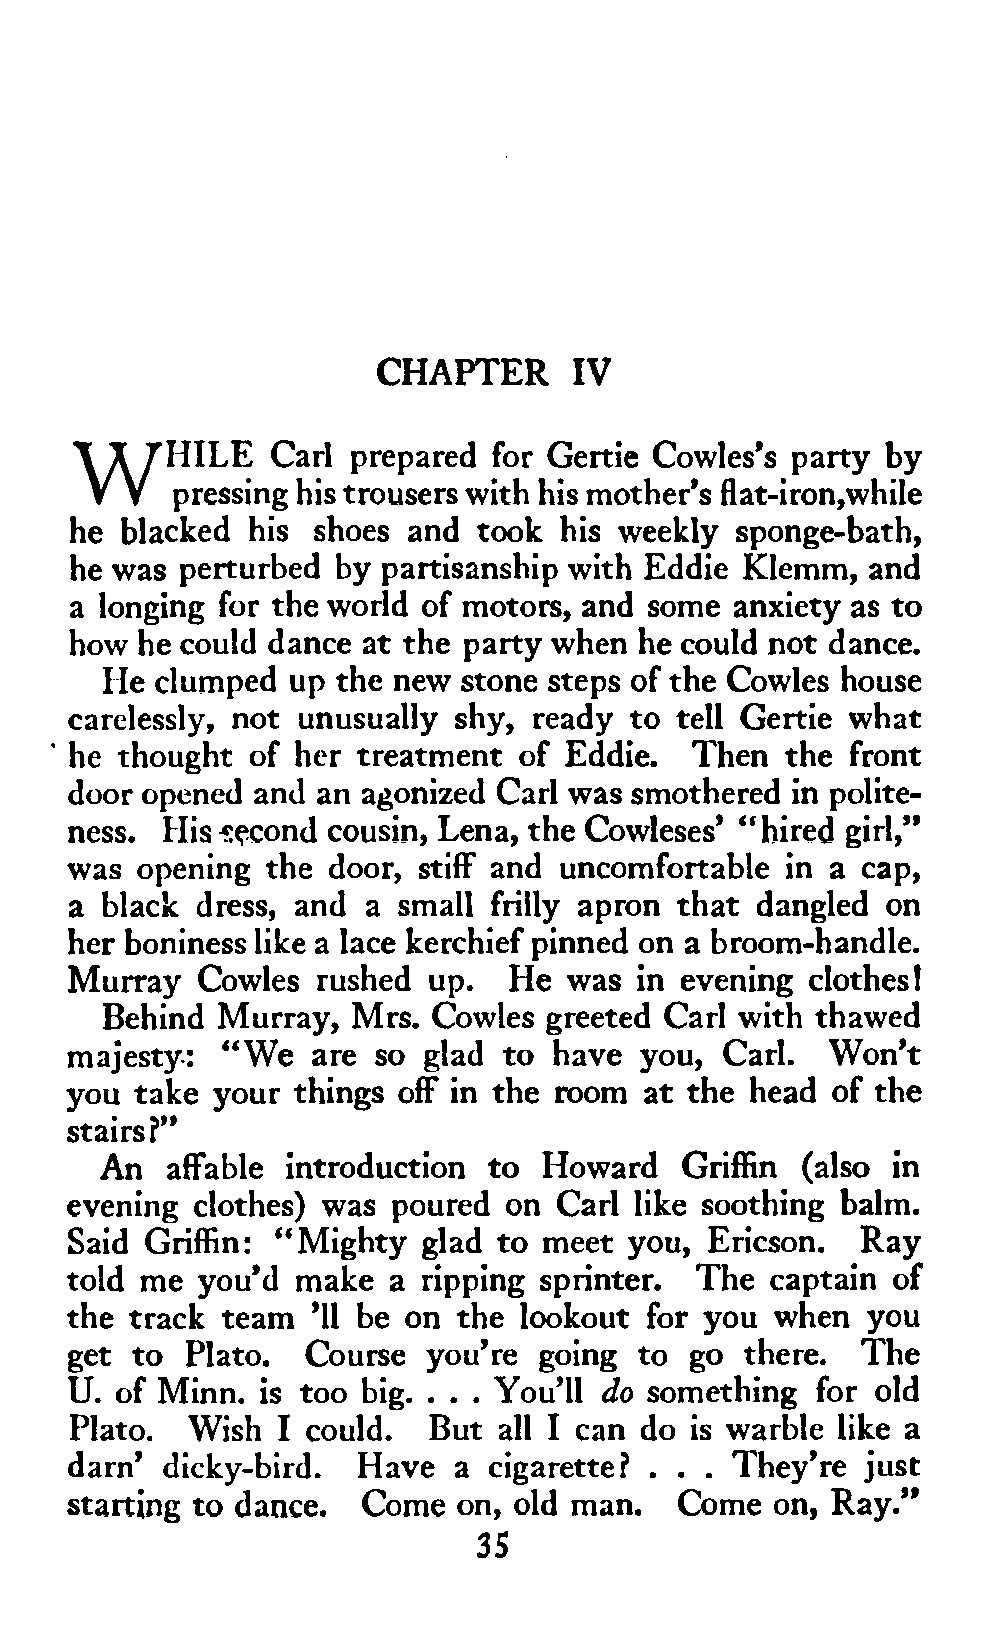 CHAPTER IV
WHILE Carl prepared for Gertie Cowles's party by
pressing his trousers with his mother's flat-iron,while
he blacked his shoes and took his weekly sponge-bath,
he was perturbed by partisanship with Eddie Klemm, and
a longing for the world of motors, and some anxiety as to
how he could dance at the party when he could not dance.
He clumped up the new stone steps of the Cowles house
carelessly, not unusually shy, ready to tell Gertie what
he thought of her treatment of Eddie. Then the front
door opened and an agonized Carl was smothered in polite-
ness. His second cousin, Lena, the Cowleses' "hired girl,"
was opening the door, stiff and uncomfortable in a cap,
a black dress, and a small frilly apron that dangled on
her boniness like a lace kerchief pinned on a broom-handle.
Murray Cowles rushed up. He was in evening clothes!
Behind Murray, Mrs. Cowles greeted Carl with thawed
majesty: "We are so glad to have you, Carl. Won't
you take your things off in the room at the head of the
stairs?"
An affable introduction to Howard Griffin (also in
evening clothes) was poured on Carl like soothing balm.
Said Griffin: "Mighty glad to meet you, Ericson. Ray
told me you'd make a ripping sprinter. The captain of
the track team 'll be on the lookout for you when you
get to Plato. Course you're going to go there. The
U. of Minn. is too big. . . . You'll do something for old
Plato. Wish I could. But all I can do is warble like a
darn' dicky-bird. Have a cigarette? . . . They're just
starting to dance. Come on, old man. Come on, Ray."
35